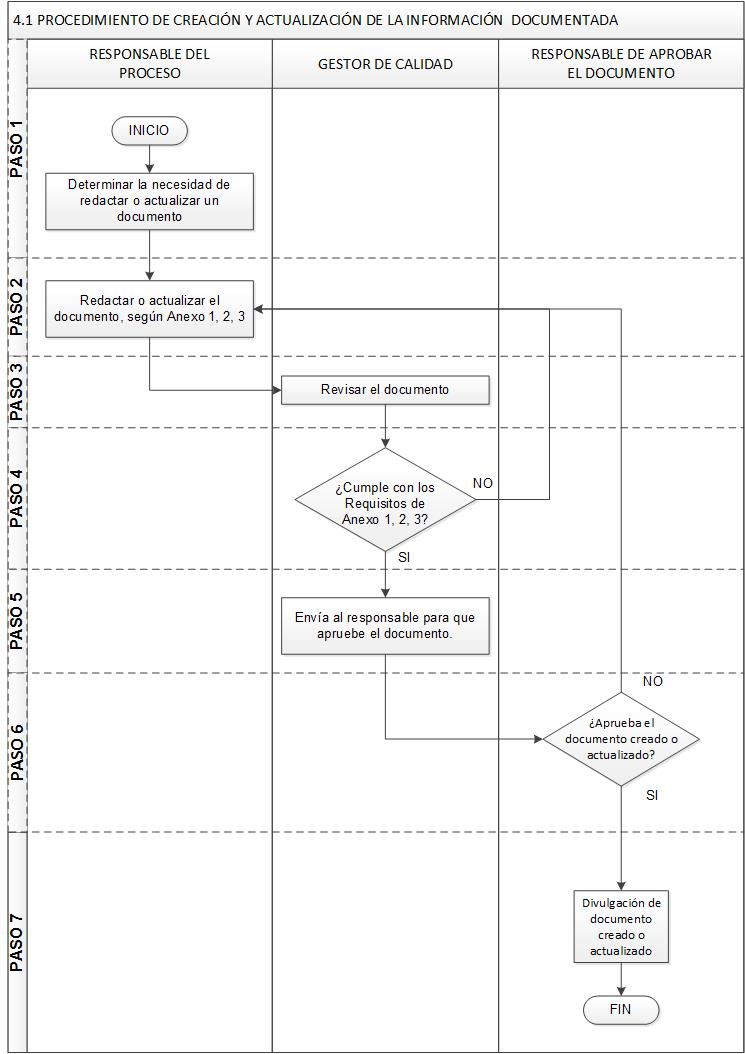 4.1 PROCEDIMIENTO DE CREACIÓN Y ACTUALIZACIÓN DE LA INFORMACIÓN DOCUMENTADA
RESPONSABLE DEL
PROCESO
GESTOR DE CALIDAD
RESPONSABLE DE APROBAR
EL DOCUMENTO
PASO 1
INICIO
Determinar la necesidad de
redactar o actualizar un
documento
PASO 2
Redactar o actualizar el
documento, según Anexo 1, 2, 3
PASO 3
Revisar el documento
PASO 4
¿Cumple con los
Requisitos de
Anexo 1, 2, 3?
NO
SI
PASO 5
Envía al responsable para que
apruebe el documento.
PASO 6
NO
¿Aprueba el
documento creado o
actualizado?
SI
PASO 7
Divulgación de
documento
creado o
actualizado
FIN